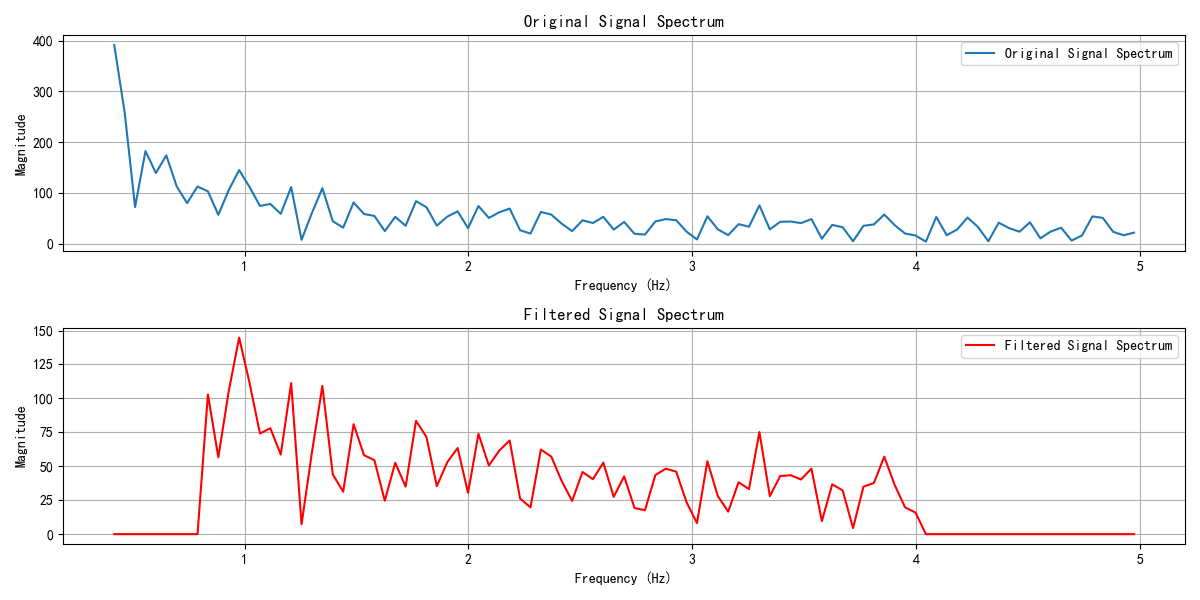 Original Signal Spectrum
400
300
200
100
0
Magnitude
Original Signal Spectrum
1
2
3
4
5
Frequency (Hz)
Filtered Signal Spectrum
150
125
100
75
50
25
0
Magnitude
Filtered Signal Spectrum
1
2
3
4
5
Frequency (Hz)